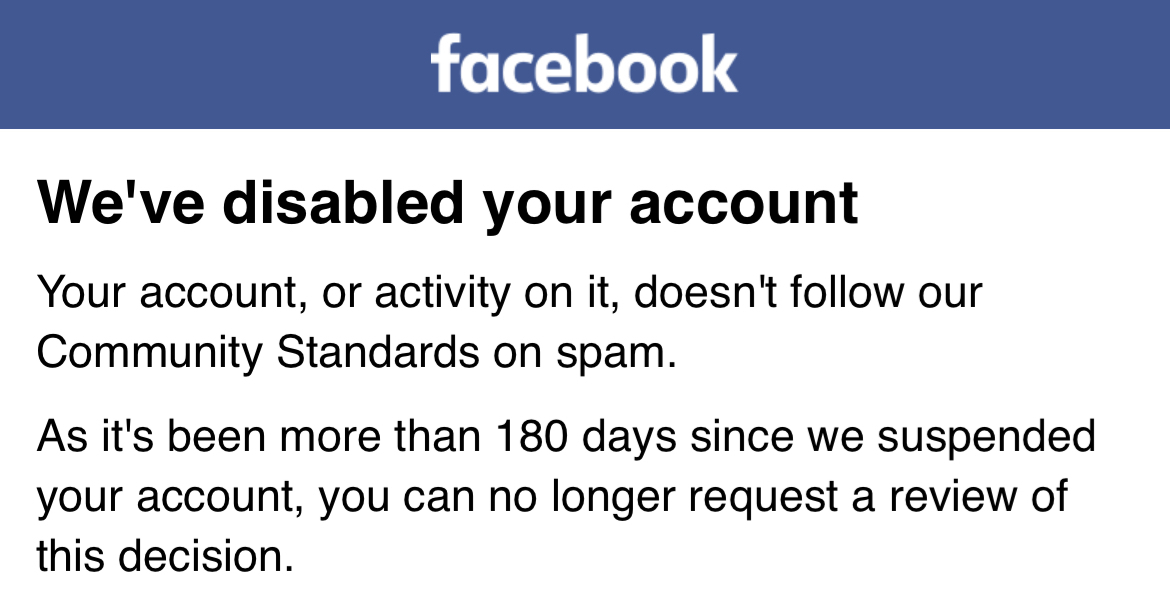 facebook
We've disabled your account
Your account, or activity on it, doesn't follow our
Community Standards on spam.
As it's been more than 180 days since we suspended
your account, you can no longer request a review of
this decision.